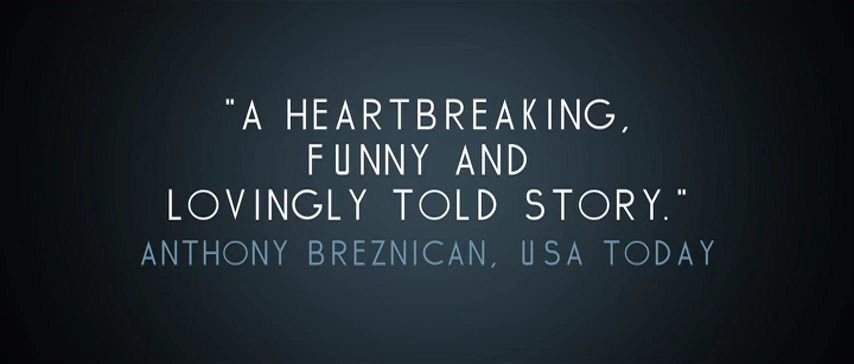 "A HEARTBREAKING,
FUNNY AND
LOVINGLY TOLD STORY."
ANTHONY BREZNICAN, USA TODAY